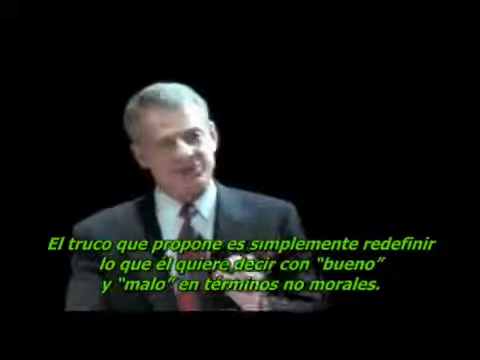 El truco que propone es simplemente redefinir
lo que él quiere decir con “bueno”
y “malo” en términos no morales.